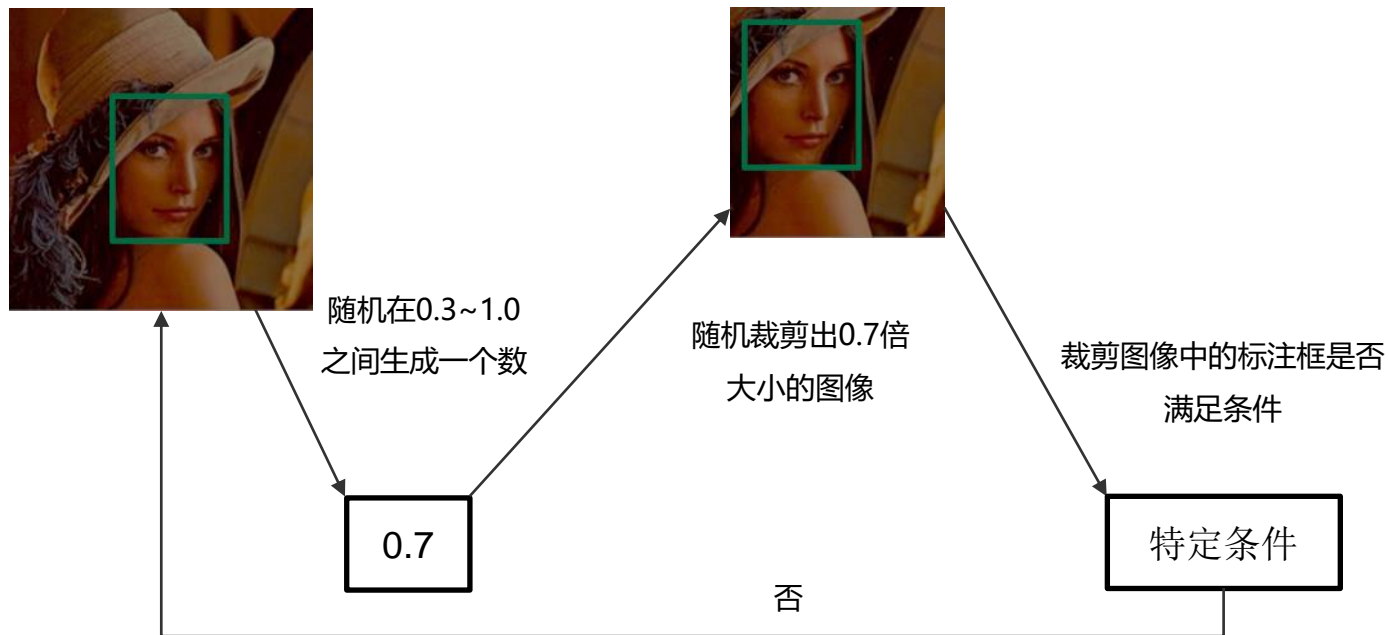 随机在0.3~1.0
之间生成一个数
随机裁剪出0.7倍
大小的图像
裁剪图像中的标注框是否
满足条件
0.7
特定条件
否